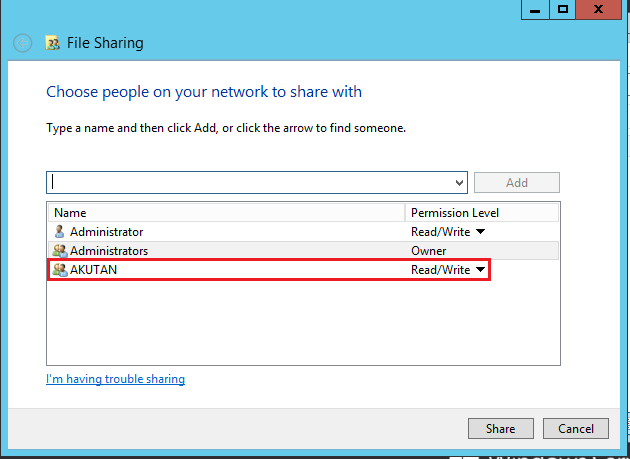 File Sharing
Choose people on your network to share with
Type a name and then click Add, or click the arrow to find someone.
Add
Name Permission Level
Administrator Read/Write
Administrators Owner
AKUTAN Read/Write
I'm having trouble sharing
Share Cancel